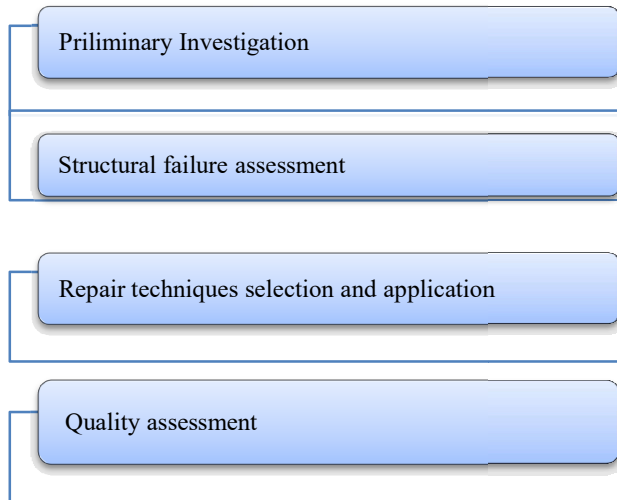 Priliminary Investigation
Structural failure assessment
Repair techniques selection and application
Quality assessment